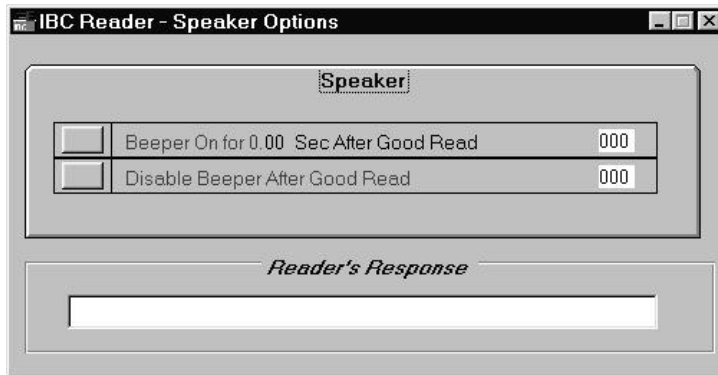 IBC Reader - Speaker Options
Speaker
Beeper On for 0.00 Sec After Good Read 000
Disable Beeper After Good Read 000
Reader's Response